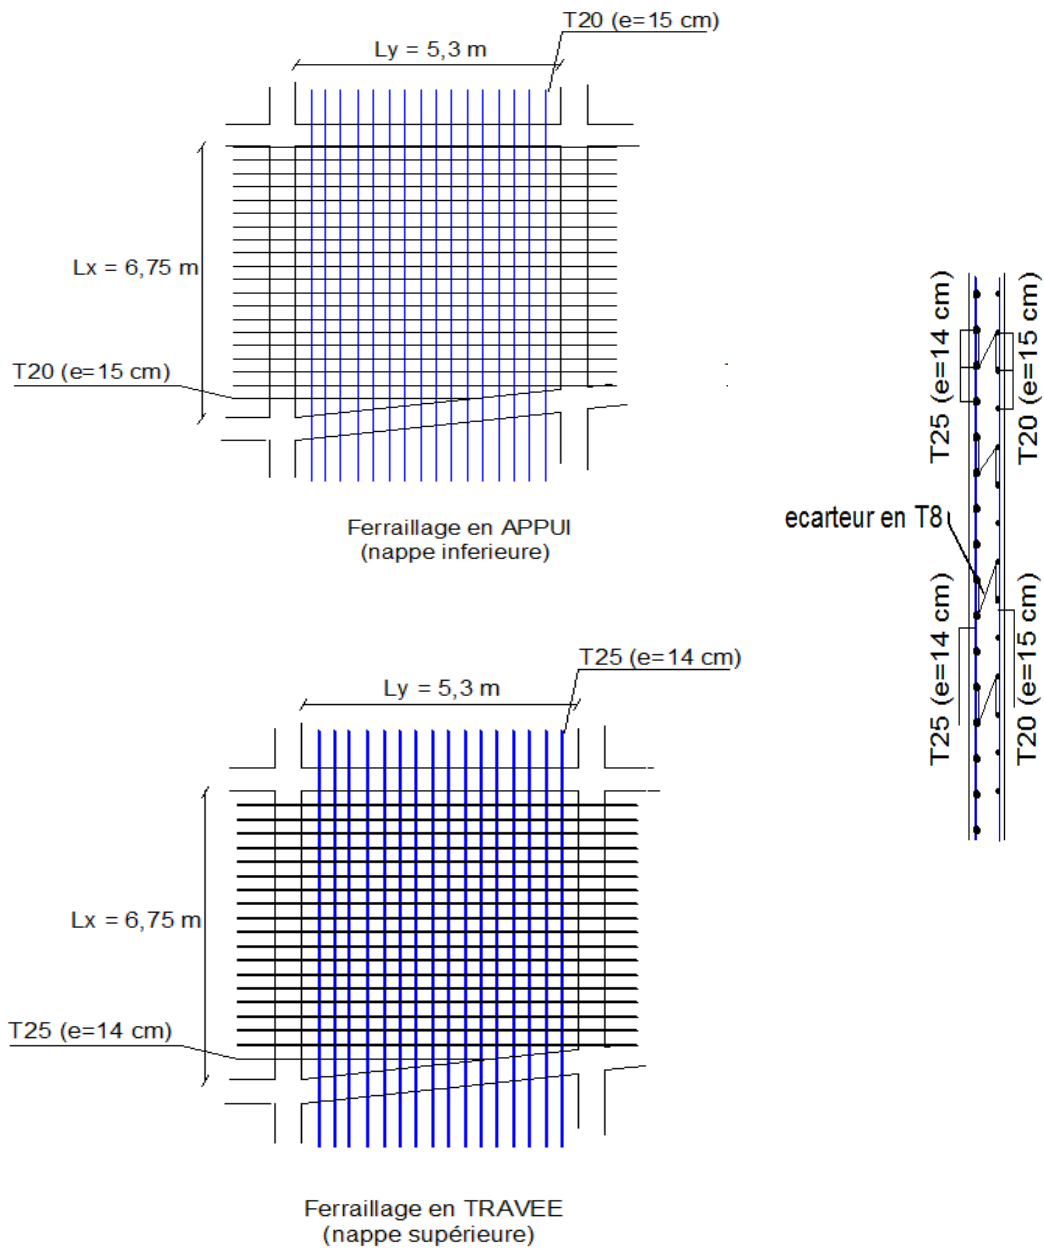 T20 (e=15 cm)
Ly = 5,3 m
Lx = 6,75 m
T20 (e=15 cm)
Ferraillage en APPUI
(nappe inferieure)
T25 (e=14 cm)
T20 (e=15 cm)
ecarteur en T8
T25 (e=14 cm)
T20 (e=15 cm)
T25 (e=14 cm)
Ly = 5,3 m
Lx = 6,75 m
T25 (e=14 cm)
Ferraillage en TRAVEE
(nappe supérieure)